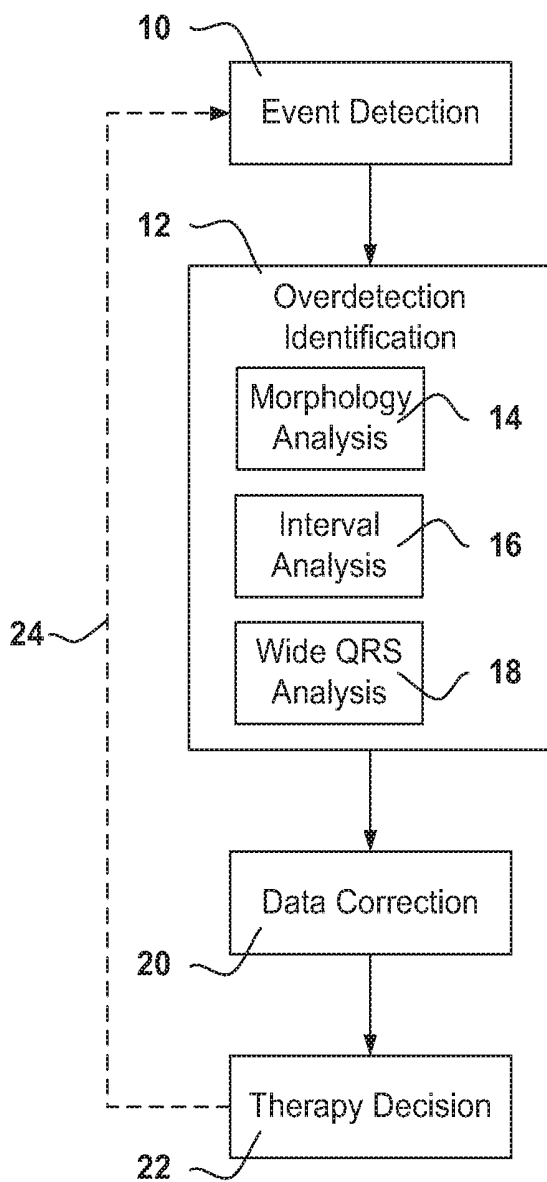 10
Event Detection
12
Overdetection
Identification
Morphology
Analysis
14
Interval
Analysis
16
24
Wide QRS
Analysis
18
Data Correction
20
Therapy Decision
22